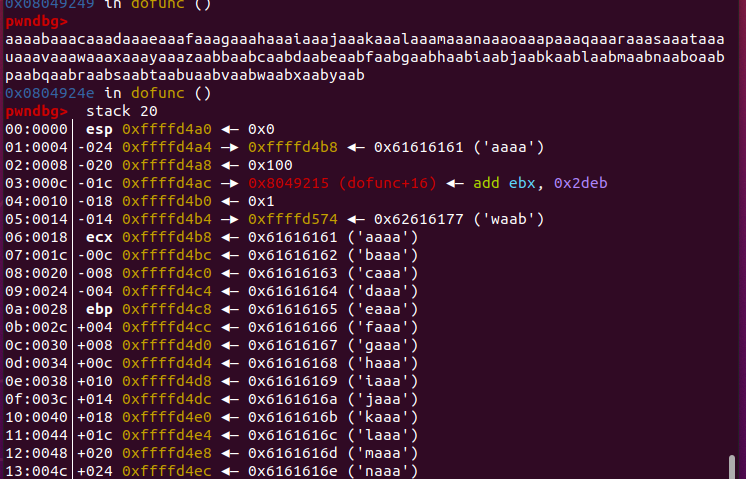 0x08049249 in dofunc ()
pwndbg>
aaaabaaacaaadaaaeaaafaaagaaahaaaiaaajaaakaaalaaamaaanaaaoaaapaaaqaaaraaasaaataaa
uaaavaaawaaaxaaayaaazaabbaabcaabdaabeaabfaabgaabhaabiaabjaabkaablaabmaabnaaboaab
paabqaabraabsaabtaabuaabvaabwaabxaabyaab
0x0804924e in dofunc ()
pwndbg> stack 20
00:0000│ esp 0xffffd4a0 ◂— 0x0
01:0004│-024 0xffffd4a4 —▸ 0xffffd4b8 ◂— 0x61616161 ('aaaa')
02:0008│-020 0xffffd4a8 ◂— 0x100
03:000c│-01c 0xffffd4ac —▸ 0x8049215 (dofunc+16) ◂— add ebx, 0x2deb
04:0010│-018 0xffffd4b0 ◂— 0x1
05:0014│-014 0xffffd4b4 —▸ 0xffffd574 ◂— 0x62616177 ('waab')
06:0018│ ecx 0xffffd4b8 ◂— 0x61616161 ('aaaa')
07:001c│-00c 0xffffd4bc ◂— 0x61616162 ('baaa')
08:0020│-008 0xffffd4c0 ◂— 0x61616163 ('caaa')
09:0024│-004 0xffffd4c4 ◂— 0x61616164 ('daaa')
0a:0028│ ebp 0xffffd4c8 ◂— 0x61616165 ('eaaa')
0b:002c│+004 0xffffd4cc ◂— 0x61616166 ('faaa')
0c:0030│+008 0xffffd4d0 ◂— 0x61616167 ('gaaa')
0d:0034│+00c 0xffffd4d4 ◂— 0x61616168 ('haaa')
0e:0038│+010 0xffffd4d8 ◂— 0x61616169 ('iaaa')
0f:003c│+014 0xffffd4dc ◂— 0x6161616a ('jaaa')
10:0040│+018 0xffffd4e0 ◂— 0x6161616b ('kaaa')
11:0044│+01c 0xffffd4e4 ◂— 0x6161616c ('laaa')
12:0048│+020 0xffffd4e8 ◂— 0x6161616d ('maaa')
13:004c│+024 0xffffd4ec ◂— 0x6161616e ('naaa')